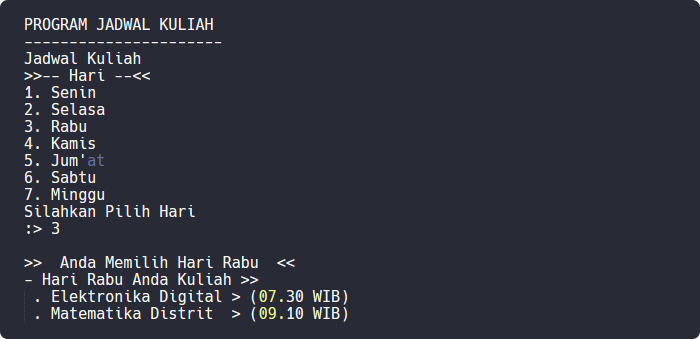 PROGRAM JADWAL KULIAH
----------------------
Jadwal Kuliah
>>-- Hari --<<
1. Senin
2. Selasa
3. Rabu
4. Kamis
5. Jum'at
6. Sabtu
7. Minggu
Silahkan Pilih Hari
:> 3
>>  Anda Memilih Hari Rabu  <<
- Hari Rabu Anda Kuliah >>
 . Elektronika Digital > (07.30 WIB)
 . Matematika Distrit  > (09.10 WIB)